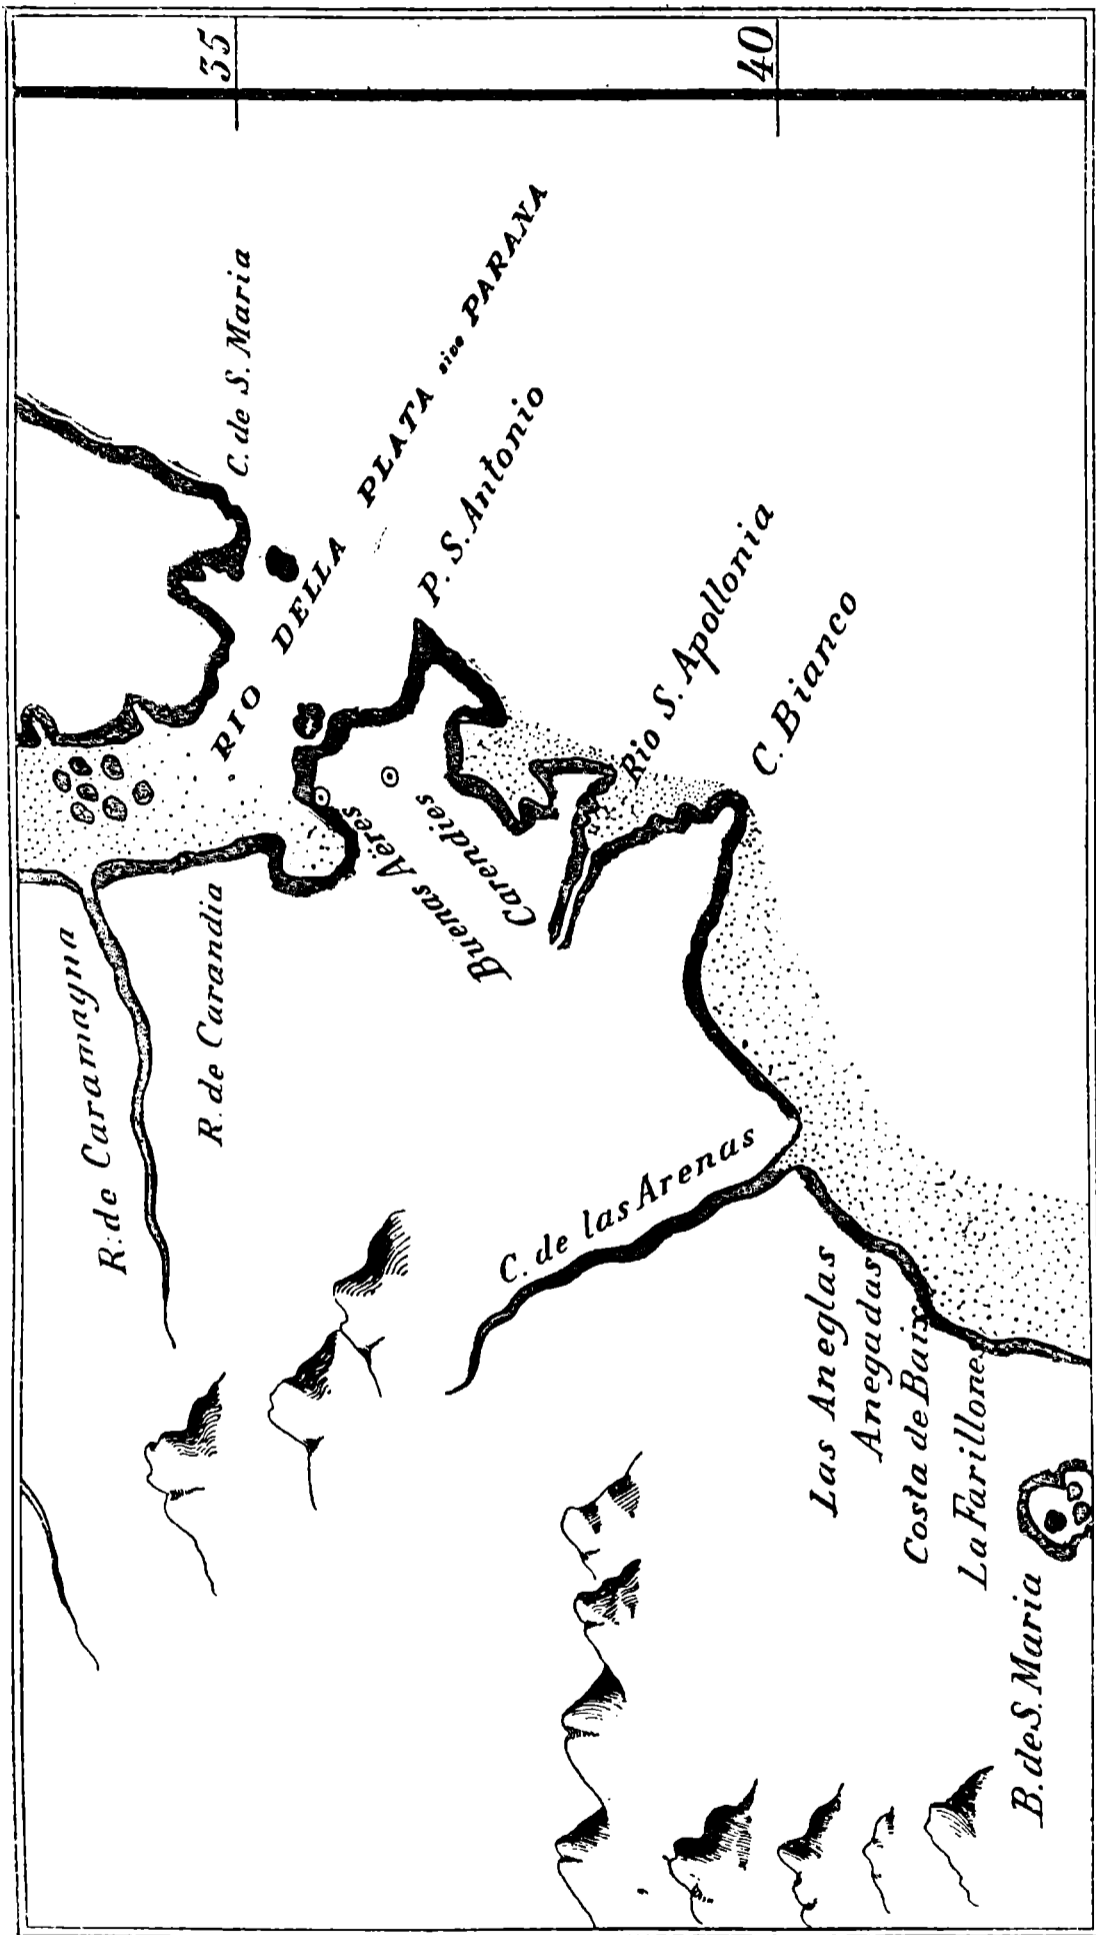 35
40
C. de S. Maria
RIO DELLA PLATA sive PARANA
P. S. Antonio
Rio S. Apollonia
C. Bianco
Buenas Aeres
Carendies
R. de Caramayna
R. de Carandia
C. de las Arenas
Las Aneglas
Anegadas
Costa de Baix
La Farillones
B. de S. Maria